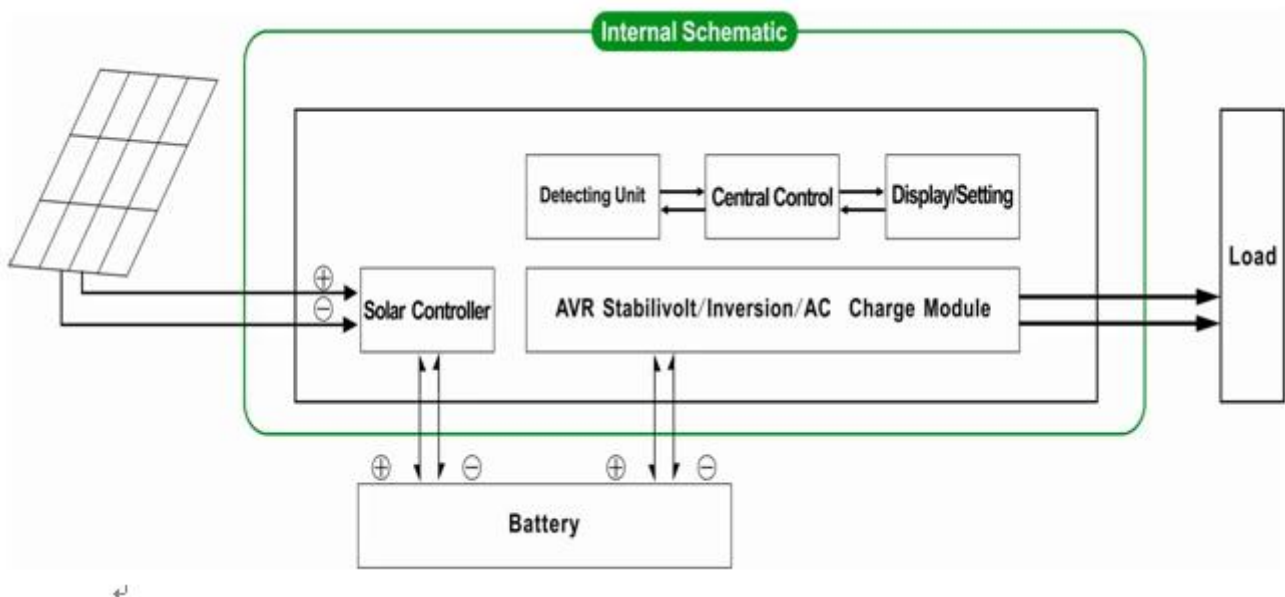 Internal Schematic
Detecting Unit
Central Control
Display/Setting
Load
+
−
Solar Controller
AVR Stabilivolt/Inversion/AC Charge Module
+ − + −
Battery
↵